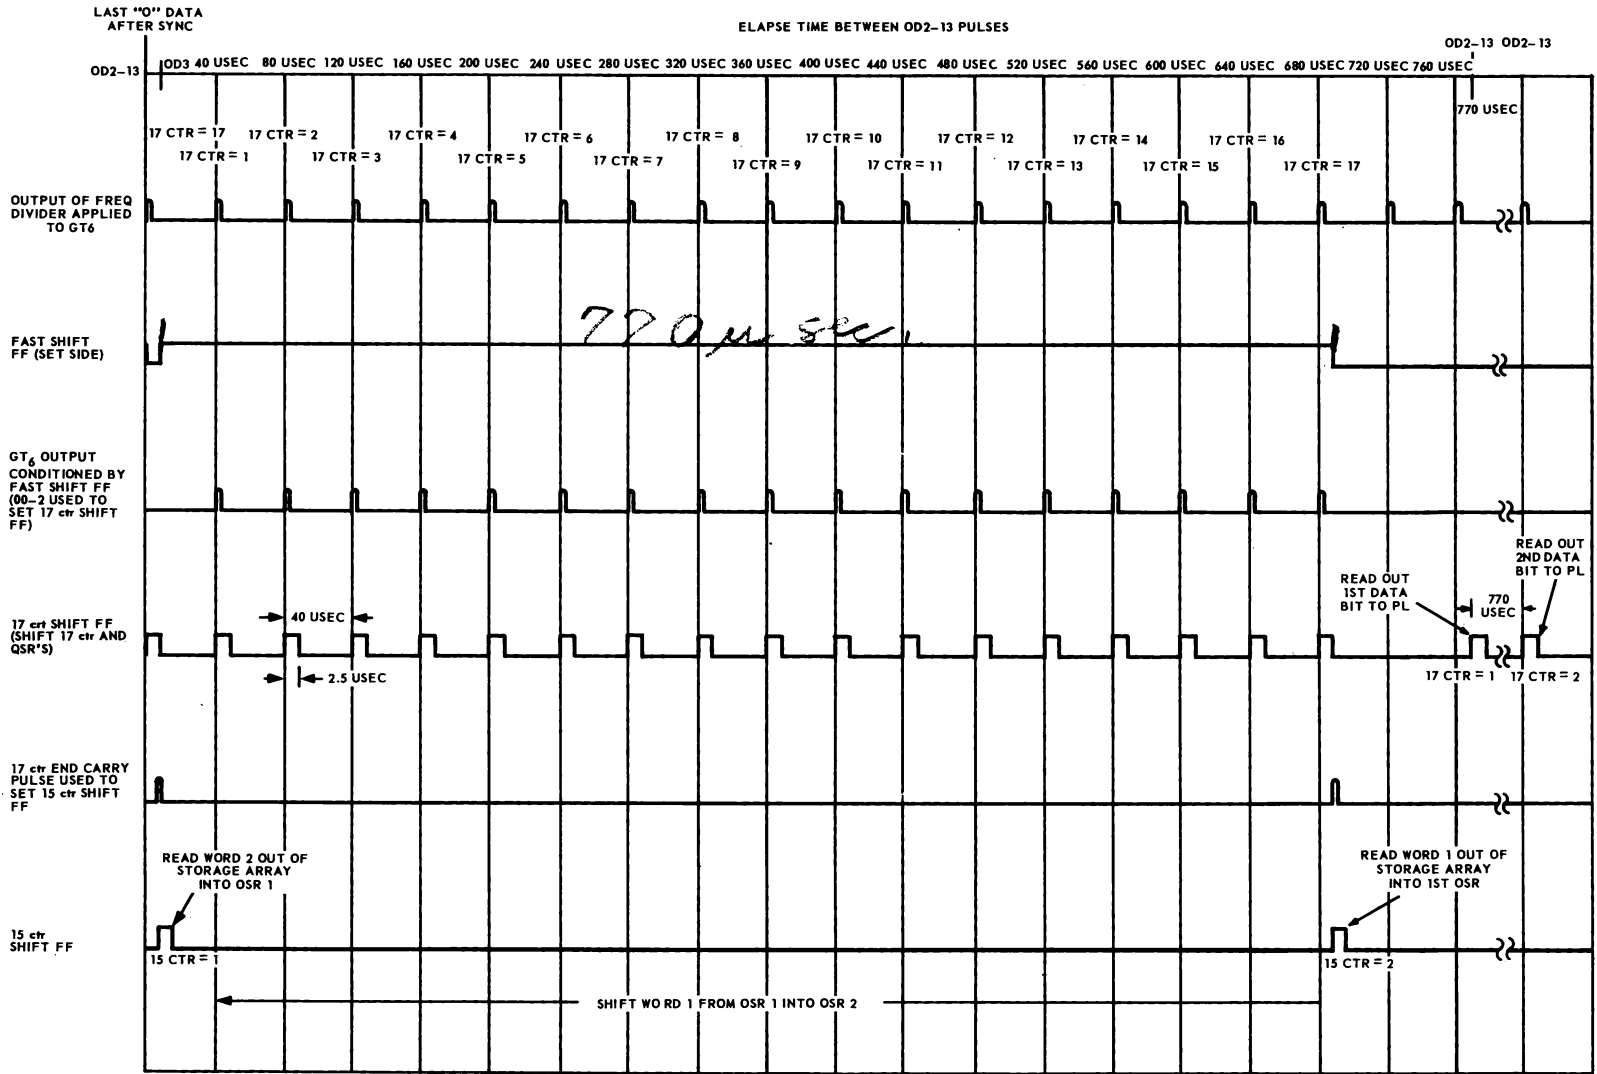 LAST "O" DATA
AFTER SYNC
ELAPSE TIME BETWEEN OD2-13 PULSES
OD2-13 OD2-13
OD2-13
OD3 40 USEC 80 USEC 120 USEC 160 USEC 200 USEC 240 USEC 280 USEC 320 USEC 360 USEC 400 USEC 440 USEC 480 USEC 520 USEC 560 USEC 600 USEC 640 USEC 680 USEC 720 USEC 760 USEC
770 USEC
17 CTR = 17 17 CTR = 2 17 CTR = 4 17 CTR = 6 17 CTR = 8 17 CTR = 10 17 CTR = 12 17 CTR = 14 17 CTR = 16
17 CTR = 1 17 CTR = 3 17 CTR = 5 17 CTR = 7 17 CTR = 9 17 CTR = 11 17 CTR = 13 17 CTR = 15 17 CTR = 17
OUTPUT OF FREQ
DIVIDER APPLIED
TO GT6
770 μ sec
FAST SHIFT
FF (SET SIDE)
GT6 OUTPUT
CONDITIONED BY
FAST SHIFT FF
(00-2 USED TO
SET 17 ctr SHIFT
FF)
READ OUT
2ND DATA
BIT TO PL
READ OUT
1ST DATA
BIT TO PL
770
USEC
17 crt SHIFT FF
(SHIFT 17 ctr AND
QSR'S)
40 USEC
2.5 USEC
17 CTR = 1 17 CTR = 2
17 ctr END CARRY
PULSE USED TO
SET 15 ctr SHIFT
FF
READ WORD 2 OUT OF
STORAGE ARRAY
INTO OSR 1
READ WORD 1 OUT OF
STORAGE ARRAY
INTO 1ST OSR
15 ctr
SHIFT FF
15 CTR = 1
15 CTR = 2
SHIFT WORD 1 FROM OSR 1 INTO OSR 2